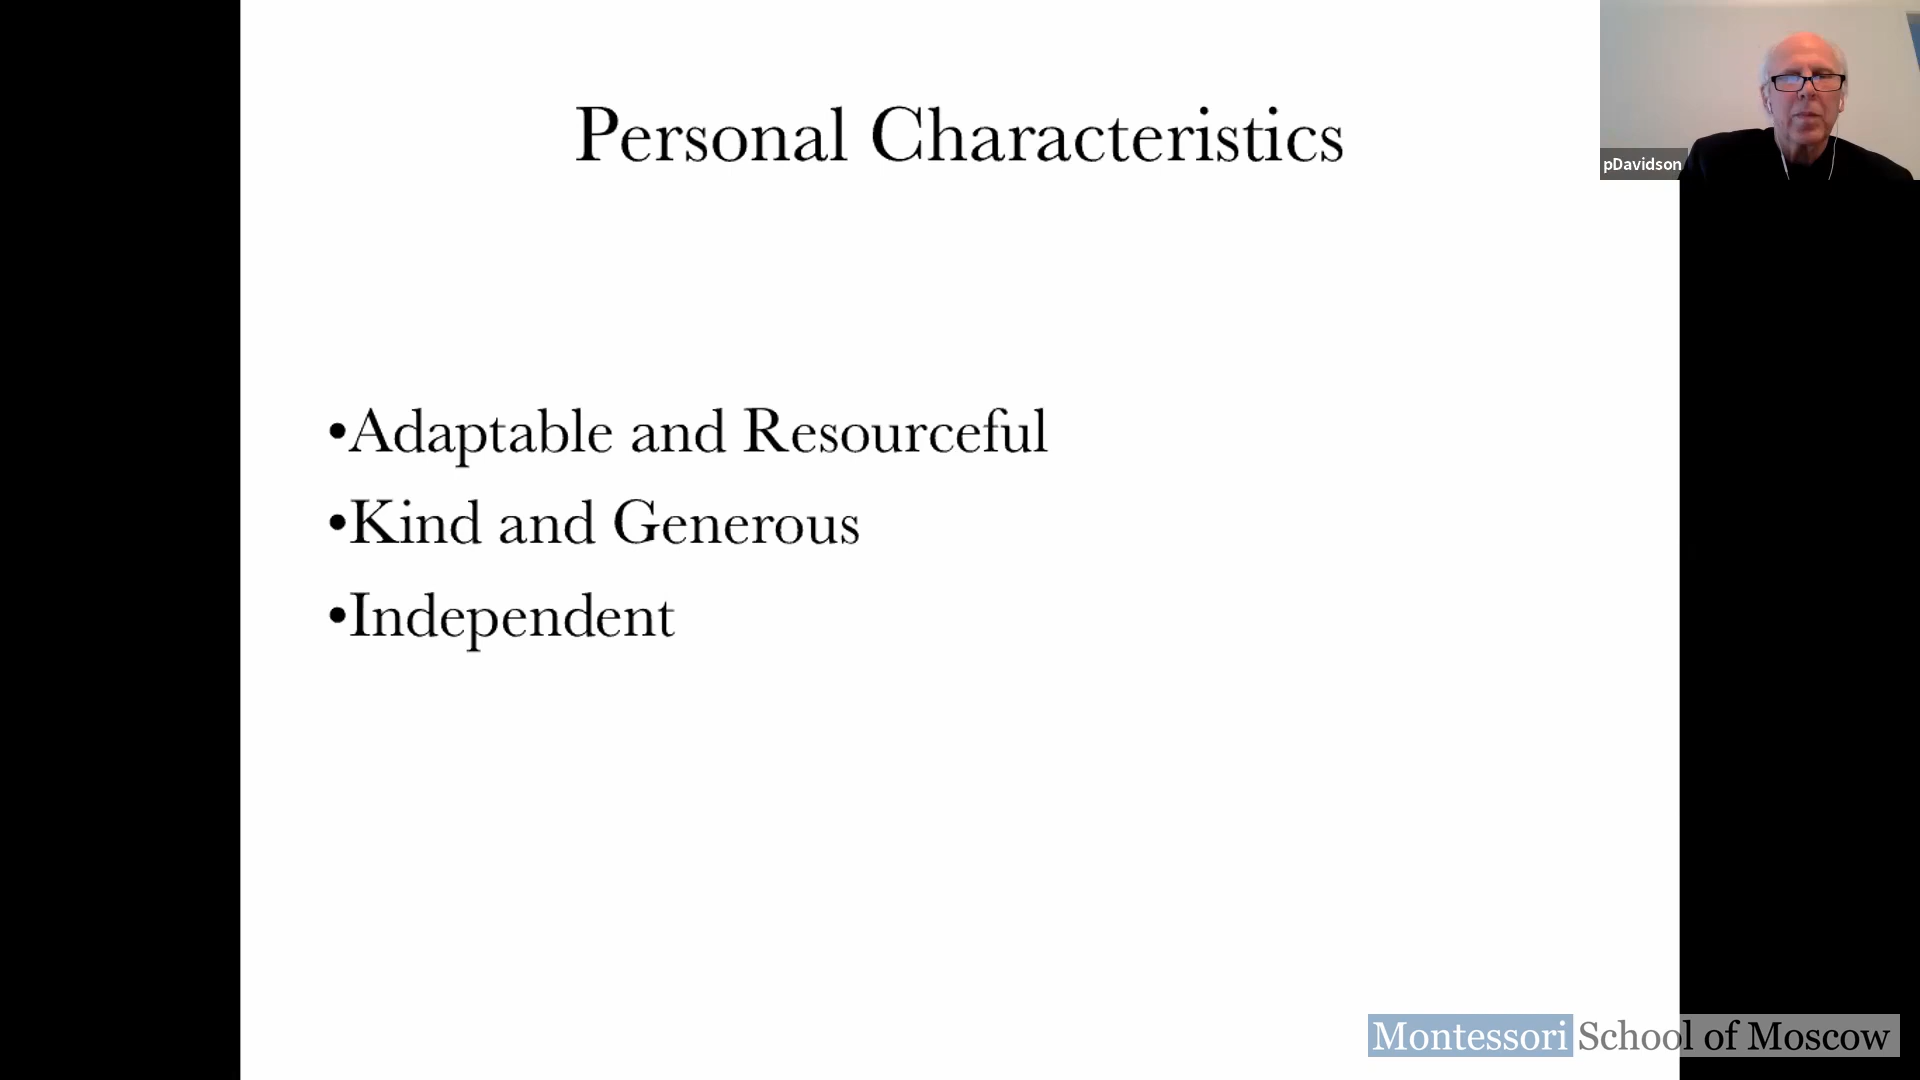 Personal Characteristics
pDavidson
•Adaptable and Resourceful
•Kind and Generous
•Independent
Montessori School of Moscow